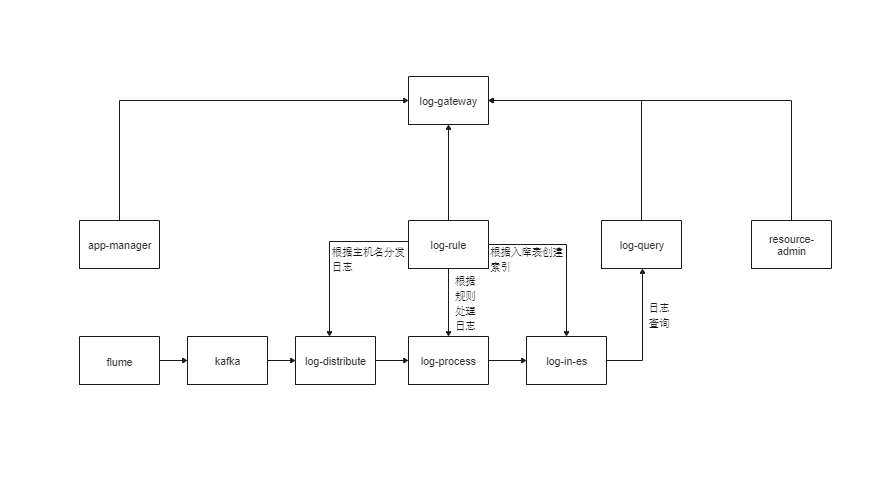 log-gateway
app-manager
log-rule
log-query
resource-
admin
根据主机名分发
日志
根据入库表创建
索引
根据
规则
处理
日志
日志
查询
flume
kafka
log-distribute
log-process
log-in-es